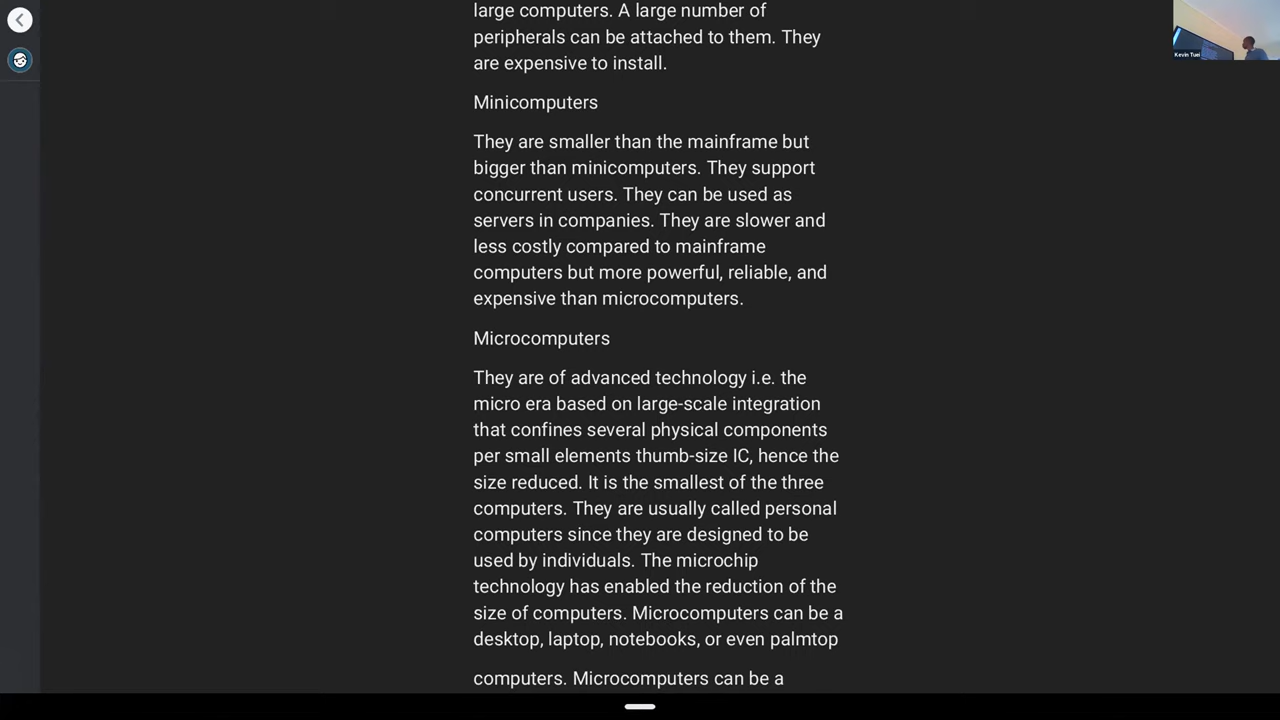 large computers. A large number of
peripherals can be attached to them. They
are expensive to install.
Minicomputers
They are smaller than the mainframe but
bigger than minicomputers. They support
concurrent users. They can be used as
servers in companies. They are slower and
less costly compared to mainframe
computers but more powerful, reliable, and
expensive than microcomputers.
Microcomputers
They are of advanced technology i.e. the
micro era based on large-scale integration
that confines several physical components
per small elements thumb-size IC, hence the
size reduced. It is the smallest of the three
computers. They are usually called personal
computers since they are designed to be
used by individuals. The microchip
technology has enabled the reduction of the
size of computers. Microcomputers can be a
desktop, laptop, notebooks, or even palmtop
computers. Microcomputers can be a
Kevin Tuei